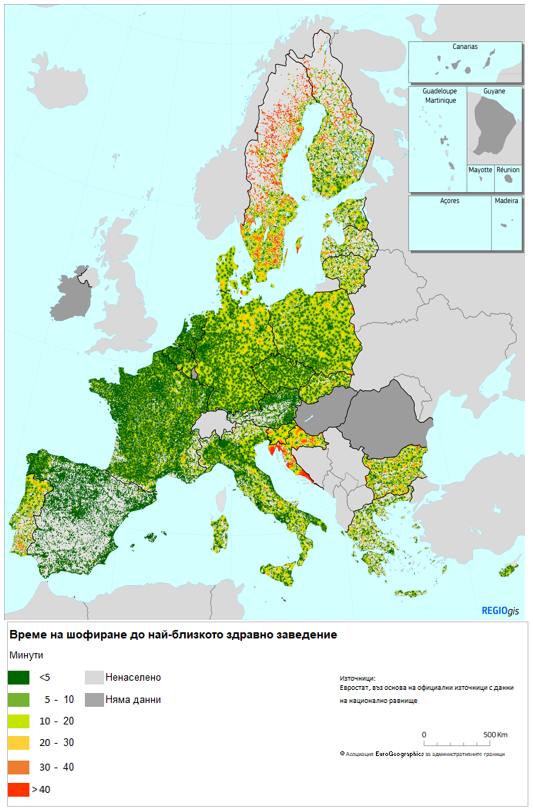 Canarias
Guadeloupe
Martinique
Guyane
Mayotte
Réunion
Açores
Madeira
REGIOgis
Време на шофиране до най-близкото здравно заведение
Минути
<5
5 - 10
10 - 20
20 - 30
30 - 40
>40
Ненаселено
Няма данни
Източници:
Евростат, въз основа на официални източници с данни
на национално равнище
0 500 Km
© Асоциация EuroGeographics за административните граници